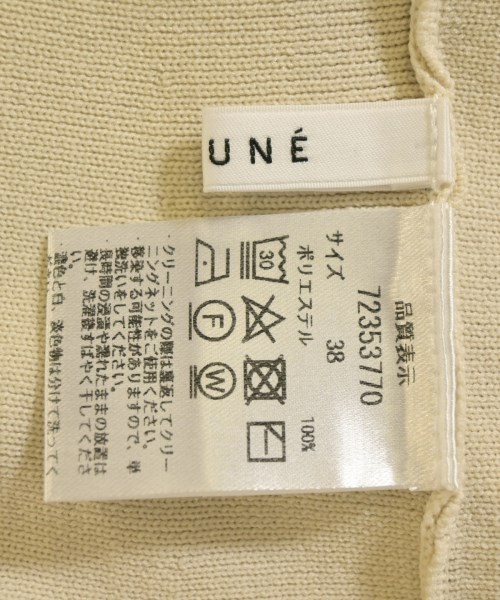 UNÉ
品質表示
72353770
サイズ 38
ポリエステル 100%
30
F
W
・クリーニングの際は裏返してクリー
ニングネットをご使用ください。
・移染する可能性がありますので、単
独洗いをしてください。
長時間の浸漬や濡れたままの放置は
避け、洗濯後すばやく干してくださ
い。
・濃色と白、淡色物は分けて洗ってく